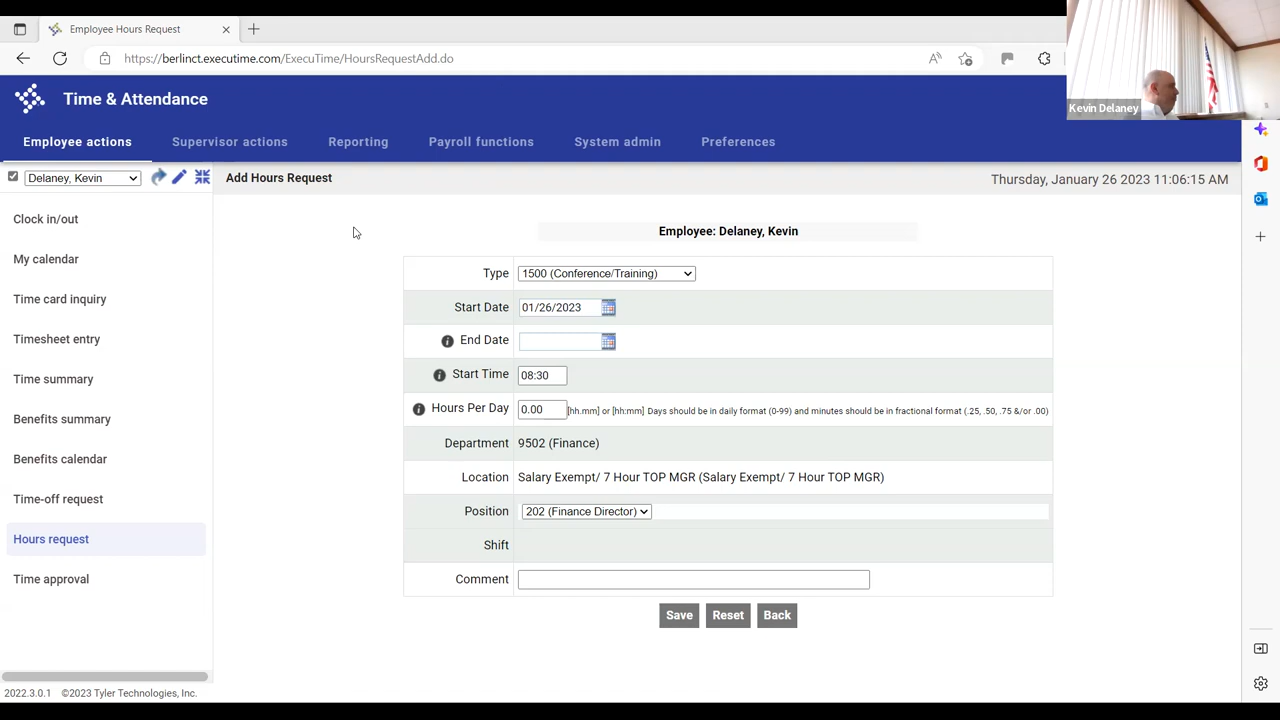 Employee Hours Request
https://berlinct.executime.com/ExecuTime/HoursRequestAdd.do
Kevin Delaney
Time & Attendance
Employee actions Supervisor actions Reporting Payroll functions System admin Preferences
Delaney, Kevin
Add Hours Request
Thursday, January 26 2023 11:06:15 AM
Clock in/out
My calendar
Time card inquiry
Timesheet entry
Time summary
Benefits summary
Benefits calendar
Time-off request
Hours request
Time approval
Employee: Delaney, Kevin
Type 1500 (Conference/Training)
Start Date 01/26/2023
End Date
Start Time 08:30
Hours Per Day 0.00 [hh.mm] or [hh:mm] Days should be in daily format (0-99) and minutes should be in fractional format (.25, .50, .75 &/or .00)
Department 9502 (Finance)
Location Salary Exempt/ 7 Hour TOP MGR (Salary Exempt/ 7 Hour TOP MGR)
Position 202 (Finance Director)
Shift
Comment
Save Reset Back
2022.3.0.1 ©2023 Tyler Technologies, Inc.